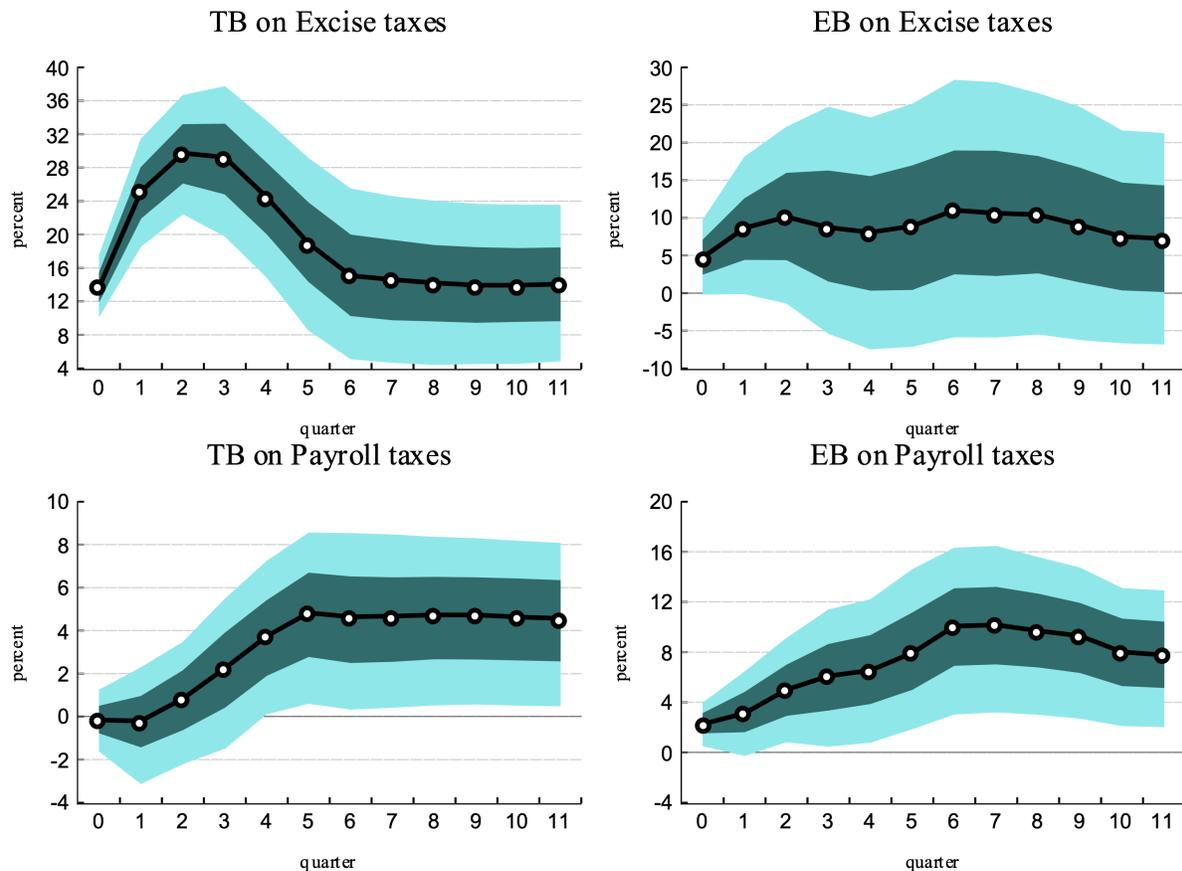 TB on Excise taxes
percent
40
36
32
28
24
20
16
12
8
4
0 1 2 3 4 5 6 7 8 9 10 11
quarter
EB on Excise taxes
percent
30
25
20
15
10
5
0
-5
-10
0 1 2 3 4 5 6 7 8 9 10 11
quarter
TB on Payroll taxes
percent
10
8
6
4
2
0
-2
-4
0 1 2 3 4 5 6 7 8 9 10 11
quarter
EB on Payroll taxes
percent
20
16
12
8
4
0
-4
0 1 2 3 4 5 6 7 8 9 10 11
quarter